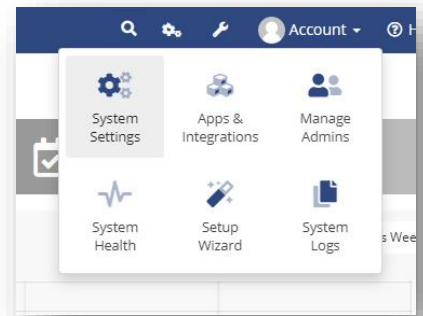 Account
H
System
Settings
Apps &
Integrations
Manage
Admins
System
Health
Setup
Wizard
System
Logs
s Wee